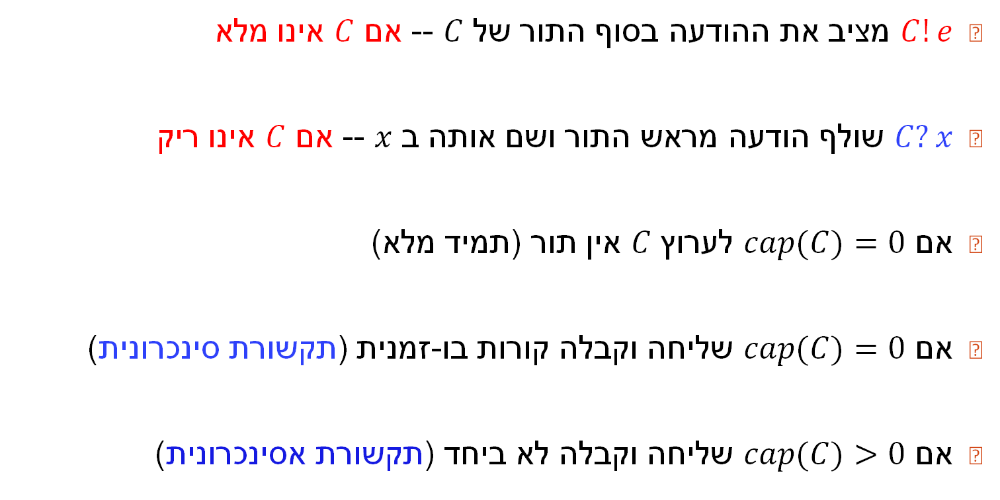 C!e מציב את ההודעה בסוף התור של C -- אם C אינו מלא
C?x שולף הודעה מראש התור ושם אותה ב x -- אם C אינו ריק
אם cap(C) = 0 לערוץ C אין תור (תמיד מלא)
אם cap(C) = 0 שליחה וקבלה קורות בו-זמנית (תקשורת סינכרונית)
אם cap(C) > 0 שליחה וקבלה לא ביחד (תקשורת אסינכרונית)